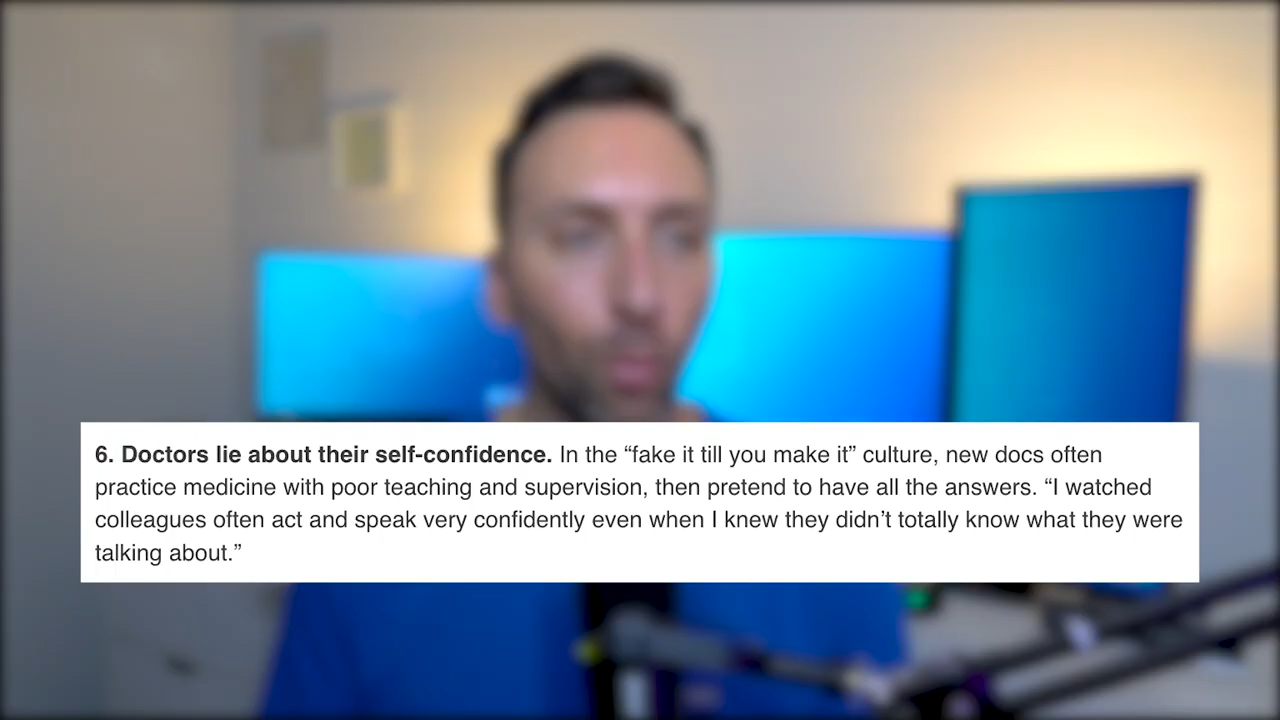 6. Doctors lie about their self-confidence. In the “fake it till you make it” culture, new docs often
practice medicine with poor teaching and supervision, then pretend to have all the answers. “I watched
colleagues often act and speak very confidently even when I knew they didn’t totally know what they were
talking about.”